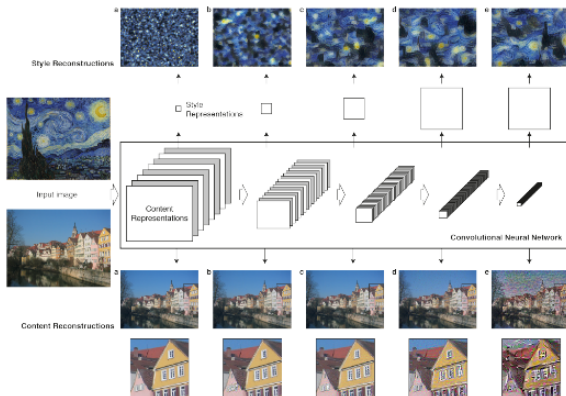 a b c d e
Style Reconstructions
Style
Representations
Input image
Content
Representations
Convolutional Neural Network
a b c d e
Content Reconstructions